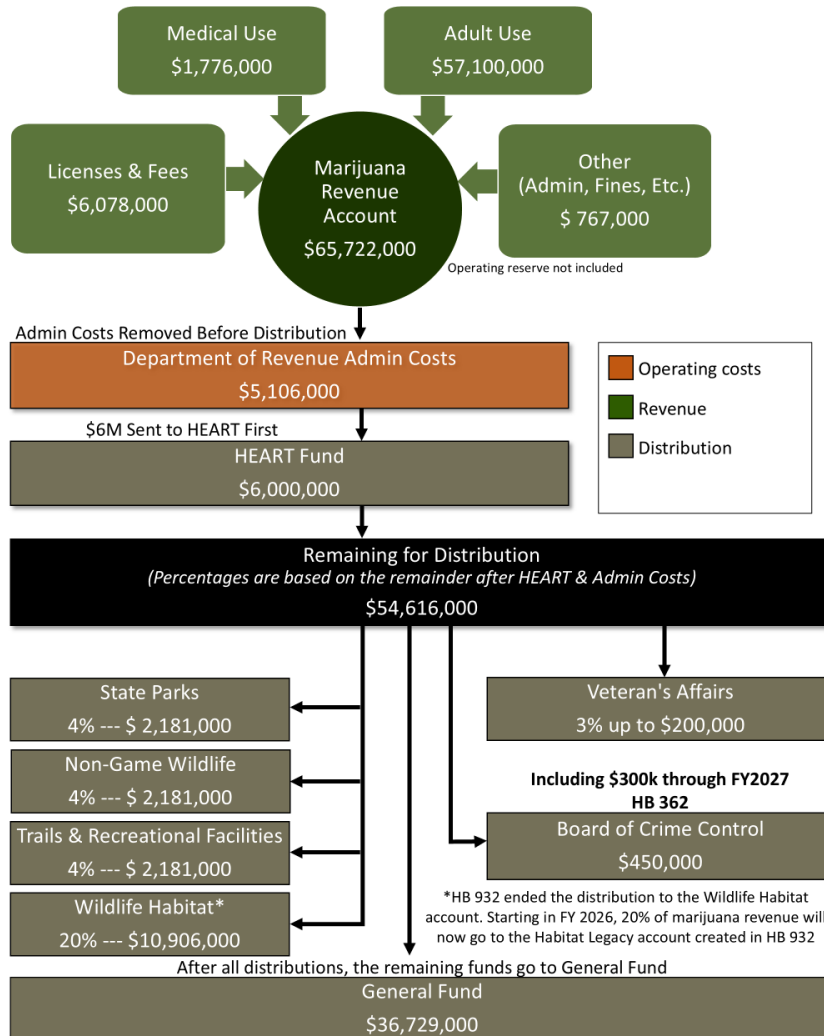 Medical Use
$1,776,000
Adult Use
$57,100,000
Licenses & Fees
$6,078,000
Marijuana
Revenue
Account
$65,722,000
Other
(Admin, Fines, Etc.)
$ 767,000
Operating reserve not included
Admin Costs Removed Before Distribution
Department of Revenue Admin Costs
$5,106,000
Operating costs
Revenue
Distribution
$6M Sent to HEART First
HEART Fund
$6,000,000
Remaining for Distribution
(Percentages are based on the remainder after HEART & Admin Costs)
$54,616,000
State Parks
4% --- $ 2,181,000
Non-Game Wildlife
4% --- $ 2,181,000
Trails & Recreational Facilities
4% --- $ 2,181,000
Wildlife Habitat*
20% --- $10,906,000
Veteran's Affairs
3% up to $200,000
Including $300k through FY2027
HB 362
Board of Crime Control
$450,000
*HB 932 ended the distribution to the Wildlife Habitat
account. Starting in FY 2026, 20% of marijuana revenue will
now go to the Habitat Legacy account created in HB 932
After all distributions, the remaining funds go to General Fund
General Fund
$36,729,000